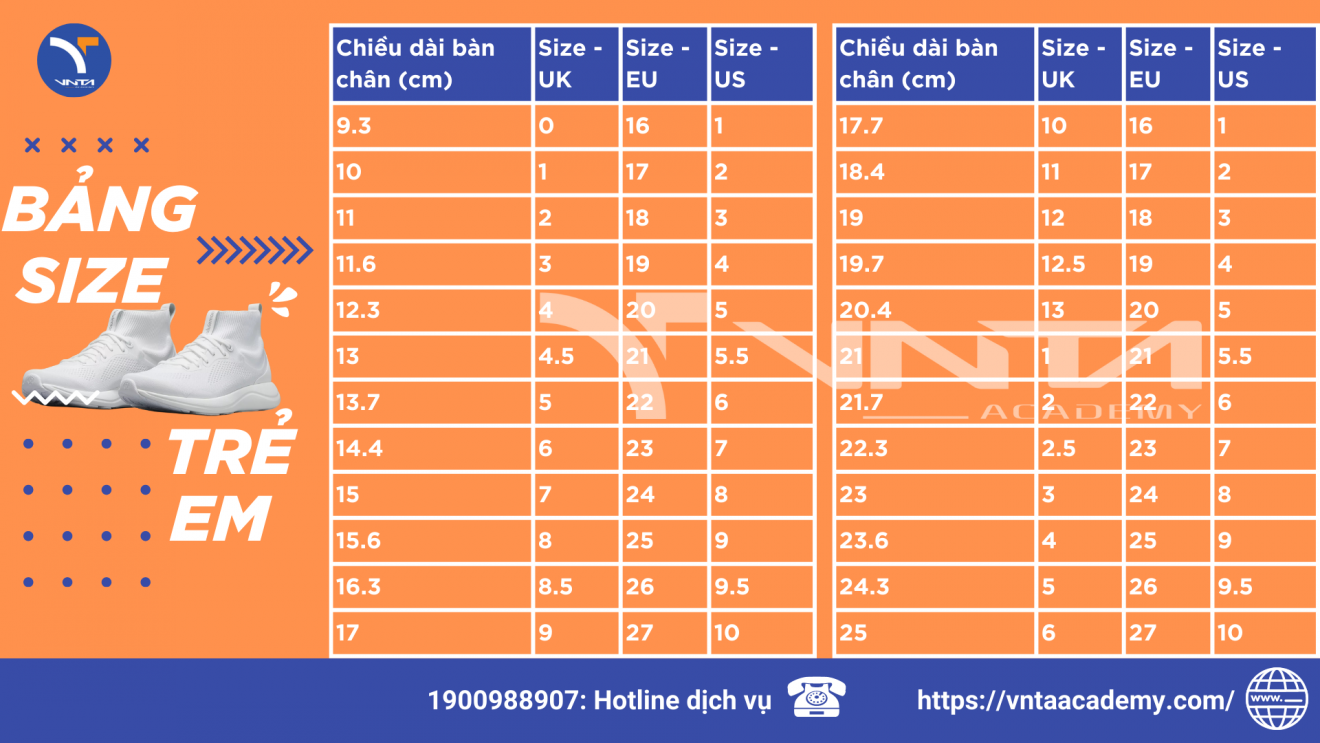 VNTA
BẢNG
SIZE
TRẺ
EM
Chiều dài bàn chân (cm) Size - UK Size - EU Size - US
9.3 0 16 1
10 1 17 2
11 2 18 3
11.6 3 19 4
12.3 4 20 5
13 4.5 21 5.5
13.7 5 22 6
14.4 6 23 7
15 7 24 8
15.6 8 25 9
16.3 8.5 26 9.5
17 9 27 10
Chiều dài bàn chân (cm) Size - UK Size - EU Size - US
17.7 10 16 1
18.4 11 17 2
19 12 18 3
19.7 12.5 19 4
20.4 13 20 5
21 1 21 5.5
21.7 2 22 6
22.3 2.5 23 7
23 3 24 8
23.6 4 25 9
24.3 5 26 9.5
25 6 27 10
VNTA
ACADEMY
1900988907: Hotline dịch vụ
https://vntaacademy.com/
www.